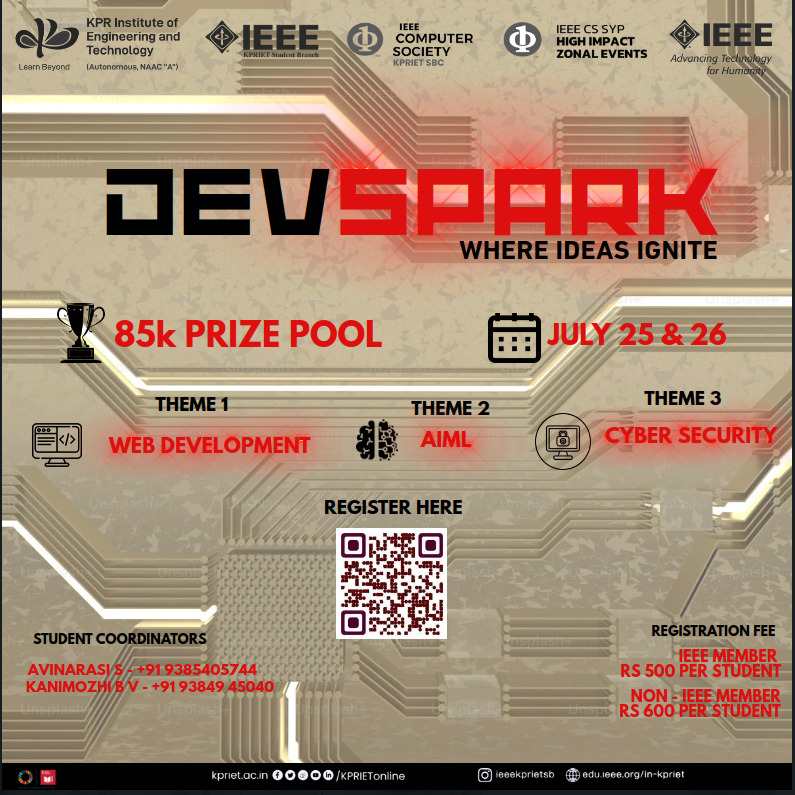 KPR Institute of
Engineering and
Technology
(Autonomous, NAAC "A")
Learn Beyond
IEEE
KPRIET Student Branch
IEEE
COMPUTER
SOCIETY
KPRIET SBC
IEEE CS SYP
HIGH IMPACT
ZONAL EVENTS
IEEE
Advancing Technology
for Humanity
DEVSPARK
WHERE IDEAS IGNITE
85k PRIZE POOL
JULY 25 & 26
THEME 1
WEB DEVELOPMENT
THEME 2
AIML
THEME 3
CYBER SECURITY
REGISTER HERE
STUDENT COORDINATORS
AVINARASI S - +91 9385405744
KANIMOZHI B V - +91 93849 45040
REGISTRATION FEE
IEEE MEMBER
RS 500 PER STUDENT
NON - IEEE MEMBER
RS 600 PER STUDENT
kpriet.ac.in /KPRIETonline
ieeekprietsb
edu.ieee.org/in-kpriet
Unsplash+